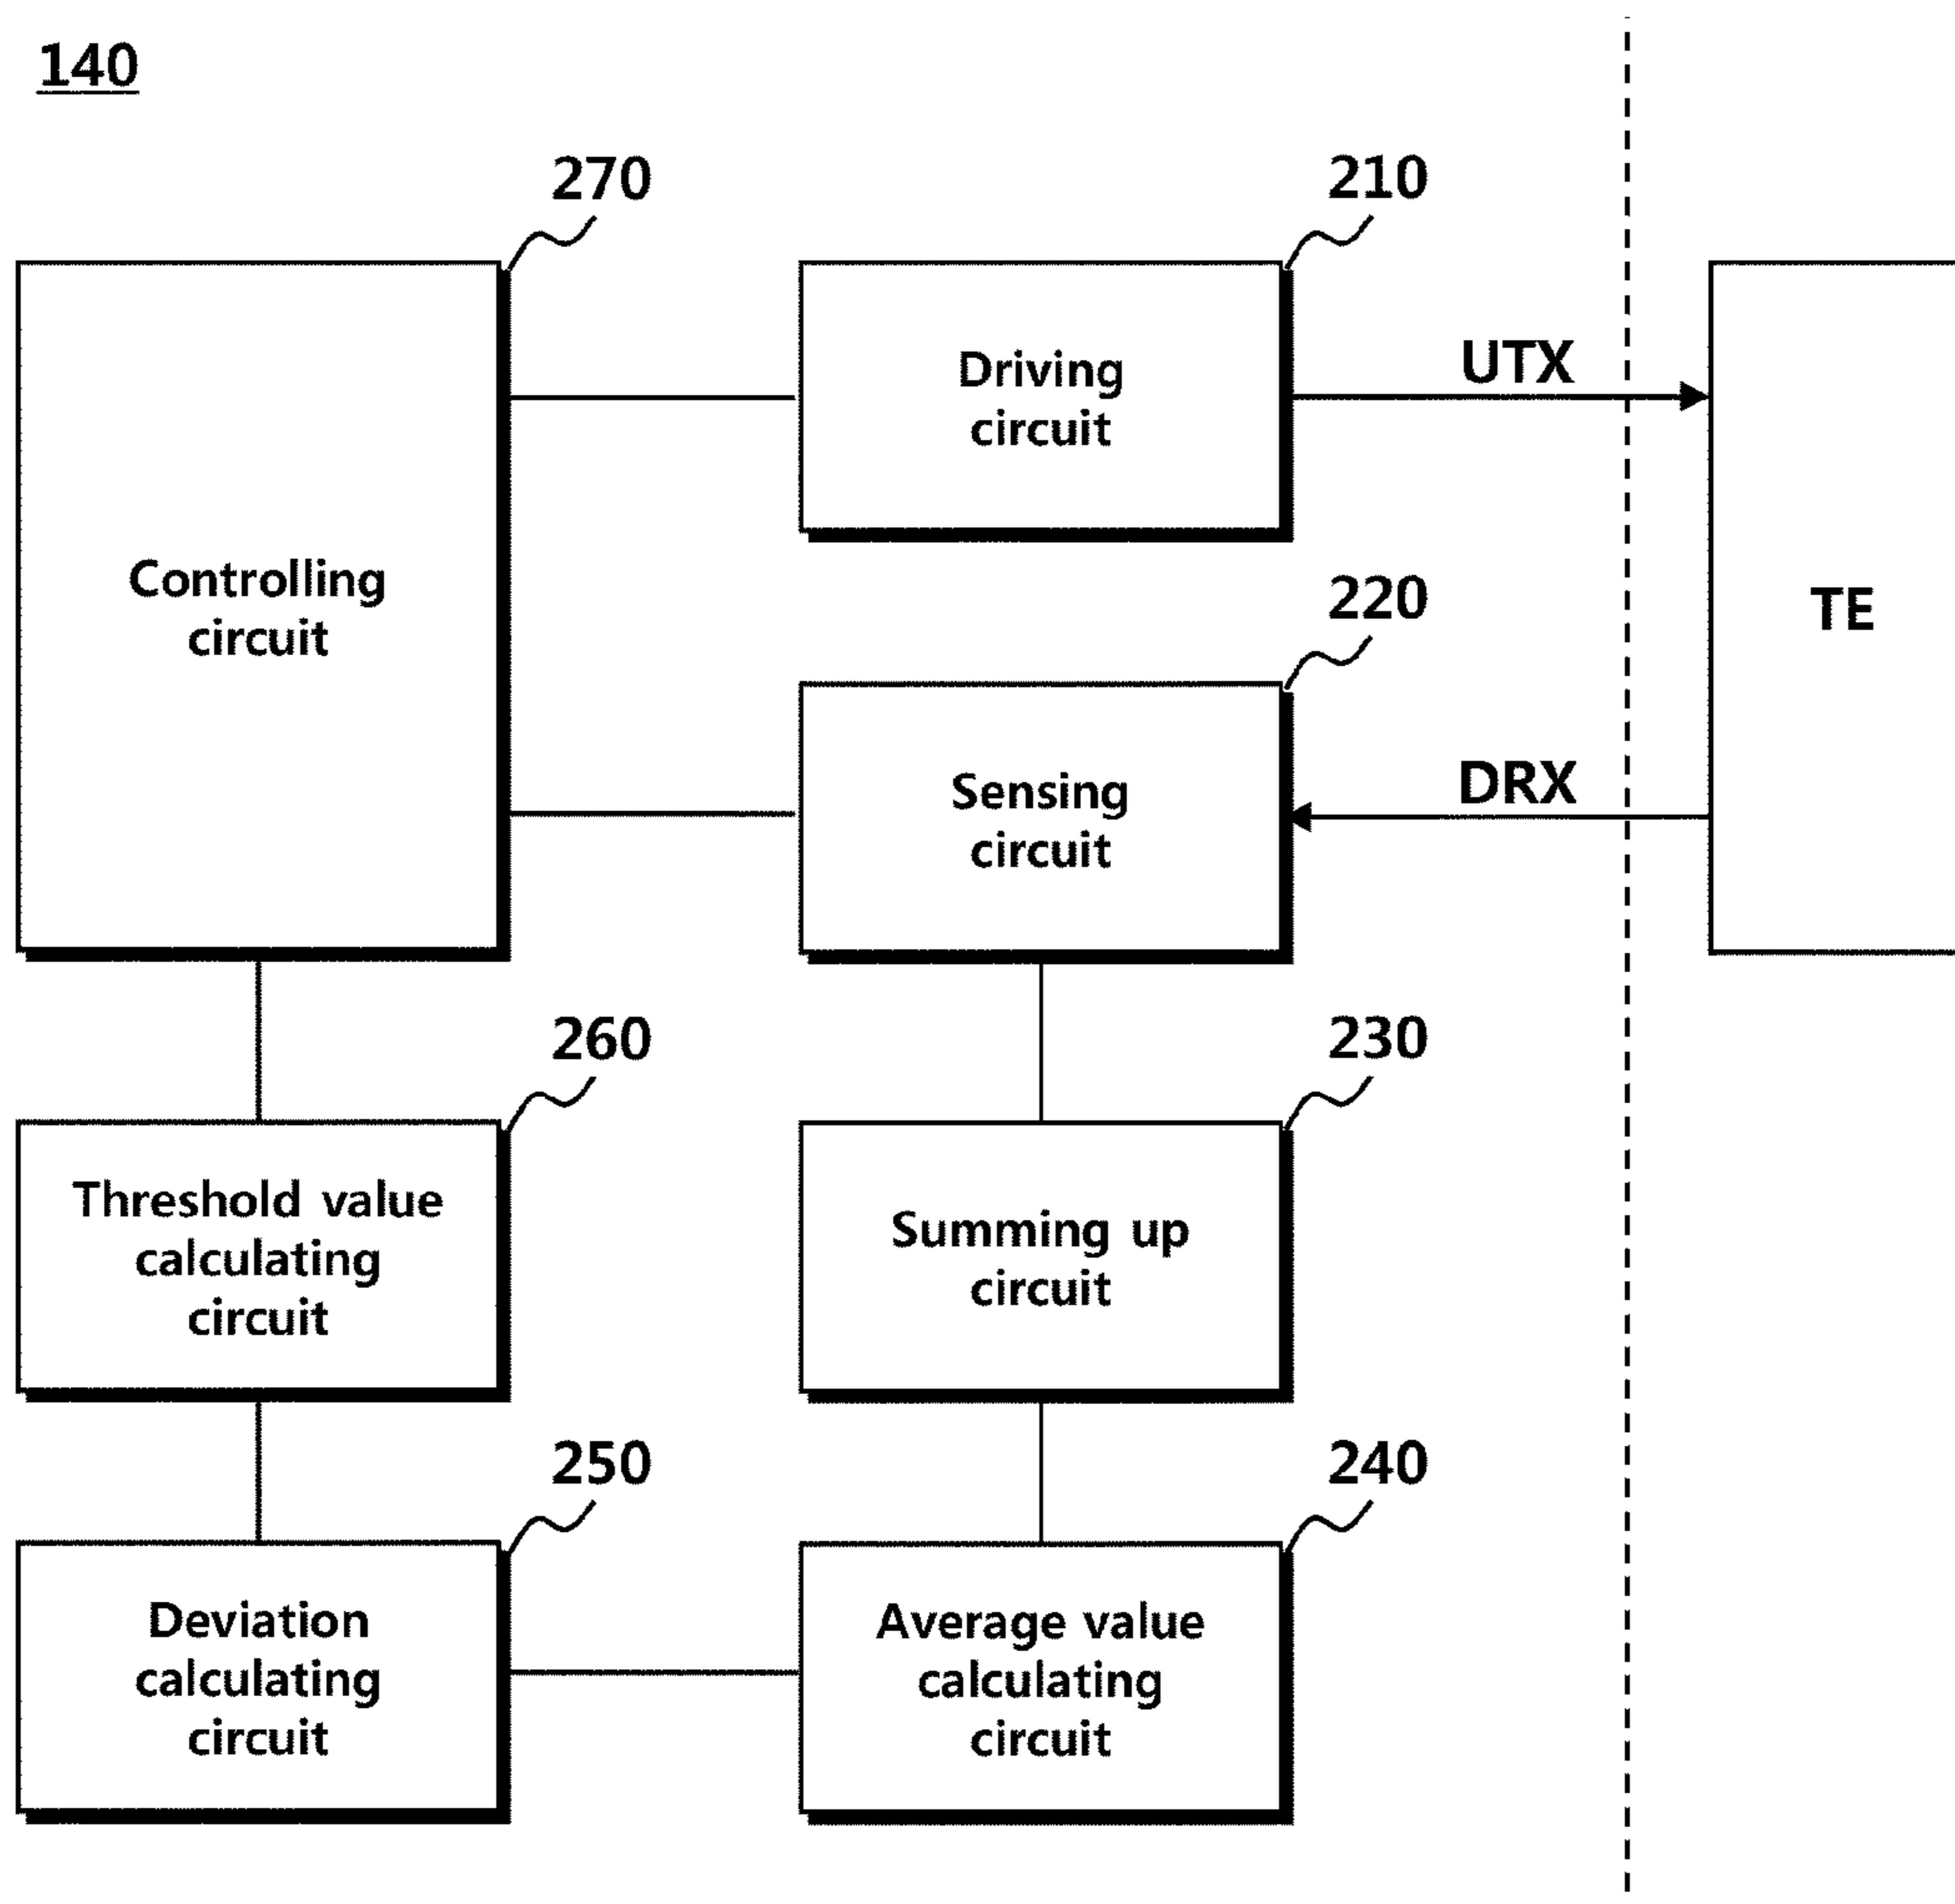 140
270
210
Controlling
circuit
Driving
circuit
UTX
TE
220
Sensing
circuit
DRX
260
230
Threshold value
calculating
circuit
Summing up
circuit
250
240
Deviation
calculating
circuit
Average value
calculating
circuit